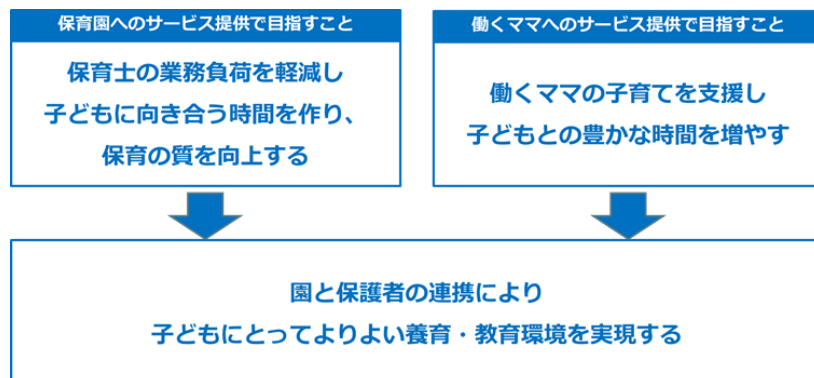 保育園へのサービス提供で目指すこと
保育士の業務負荷を軽減し
子どもに向き合う時間を作り、
保育の質を向上する
働くママへのサービス提供で目指すこと
働くママの子育てを支援し
子どもとの豊かな時間を増やす
園と保護者の連携により
子どもにとってよりよい養育・教育環境を実現する